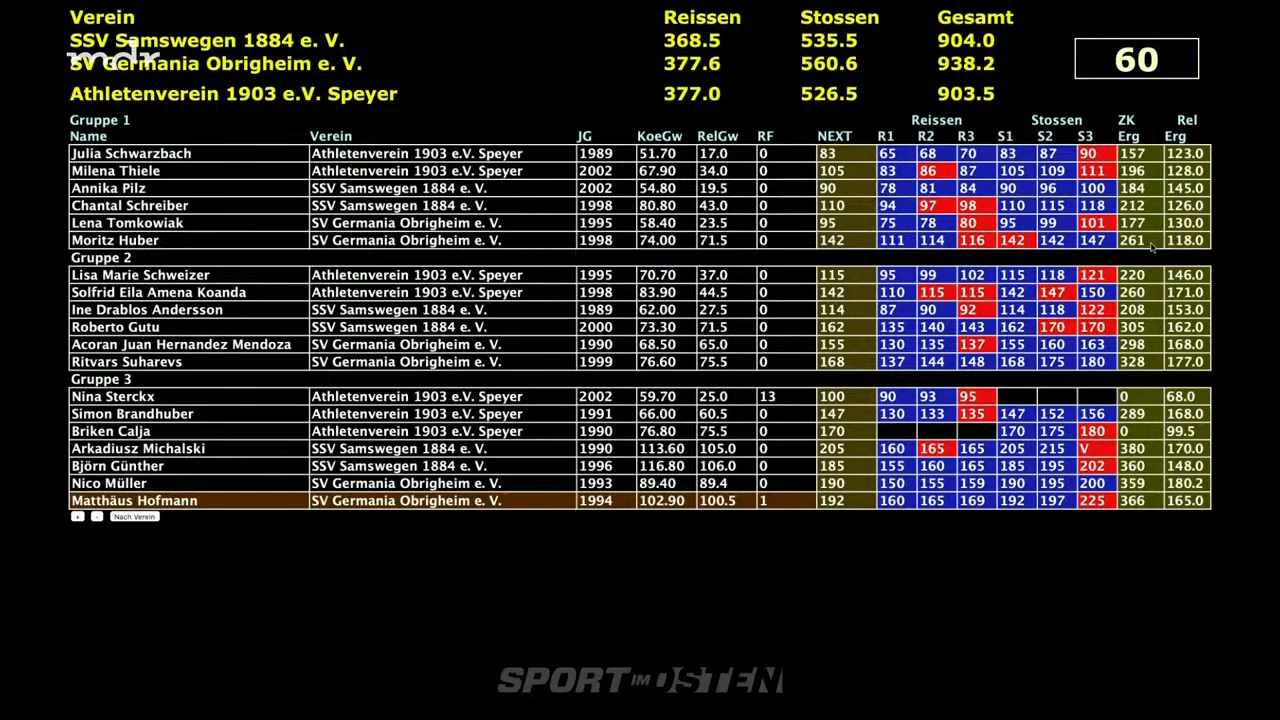 Verein Reissen Stossen Gesamt
SSV Samswegen 1884 e. V. 368.5 535.5 904.0
mdr
SV Germania Obrigheim e. V. 377.6 560.6 938.2
60
Athletenverein 1903 e.V. Speyer 377.0 526.5 903.5
Gruppe 1 Reissen Stossen ZK Rel
Name Verein JG KoeGw RelGw RF NEXT R1 R2 R3 S1 S2 S3 Erg Erg
Julia Schwarzbach Athletenverein 1903 e.V. Speyer 1989 51.70 17.0 0 83 65 68 70 83 87 90 157 123.0
Milena Thiele Athletenverein 1903 e.V. Speyer 2002 67.90 34.0 0 105 83 86 87 105 109 111 196 128.0
Annika Pilz SSV Samswegen 1884 e. V. 2002 54.80 19.5 0 90 78 81 84 90 96 100 184 145.0
Chantal Schreiber SSV Samswegen 1884 e. V. 1998 80.80 43.0 0 110 94 97 98 110 115 118 212 126.0
Lena Tomkowiak SV Germania Obrigheim e. V. 1995 58.40 23.5 0 95 75 78 80 95 99 101 177 130.0
Moritz Huber SV Germania Obrigheim e. V. 1998 74.00 71.5 0 142 111 114 116 142 142 147 261 118.0
Gruppe 2
Lisa Marie Schweizer Athletenverein 1903 e.V. Speyer 1995 70.70 37.0 0 115 95 99 102 115 118 121 220 146.0
Solfrid Eila Amena Koanda Athletenverein 1903 e.V. Speyer 1998 83.90 44.5 0 142 110 115 115 142 147 150 260 171.0
Ine Drablos Andersson SSV Samswegen 1884 e. V. 1989 62.00 27.5 0 114 87 90 92 114 118 122 208 153.0
Roberto Gutu SSV Samswegen 1884 e. V. 2000 73.30 71.5 0 162 135 140 143 162 170 170 305 162.0
Acoran Juan Hernandez Mendoza SV Germania Obrigheim e. V. 1990 68.50 65.0 0 155 130 135 137 155 160 163 298 168.0
Ritvars Suharevs SV Germania Obrigheim e. V. 1999 76.60 75.5 0 168 137 144 148 168 175 180 328 177.0
Gruppe 3
Nina Sterckx Athletenverein 1903 e.V. Speyer 2002 59.70 25.0 13 100 90 93 95 0 68.0
Simon Brandhuber Athletenverein 1903 e.V. Speyer 1991 66.00 60.5 0 147 130 133 135 147 152 156 289 168.0
Briken Calja Athletenverein 1903 e.V. Speyer 1990 76.80 75.5 0 170 170 175 180 0 99.5
Arkadiusz Michalski SSV Samswegen 1884 e. V. 1990 113.60 105.0 0 205 160 165 165 205 215 V 380 170.0
Björn Günther SSV Samswegen 1884 e. V. 1996 116.80 106.0 0 185 155 160 165 185 195 202 360 148.0
Nico Müller SV Germania Obrigheim e. V. 1993 89.40 89.4 0 190 150 155 159 190 195 200 359 180.2
Matthäus Hofmann SV Germania Obrigheim e. V. 1994 102.90 100.5 1 192 160 165 169 192 197 225 366 165.0
+ - Nach Verein
SPORT IM OSTEN